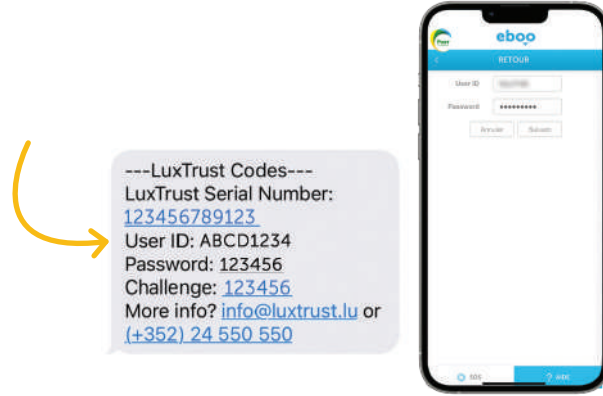 ---LuxTrust Codes---
LuxTrust Serial Number:
123456789123
User ID: ABCD1234
Password: 123456
Challenge: 123456
More info? info@luxtrust.lu or
(+352) 24 550 550
eboo
RETOUR
User ID
Password
Annuler
Suivant
SOS
? AIDE